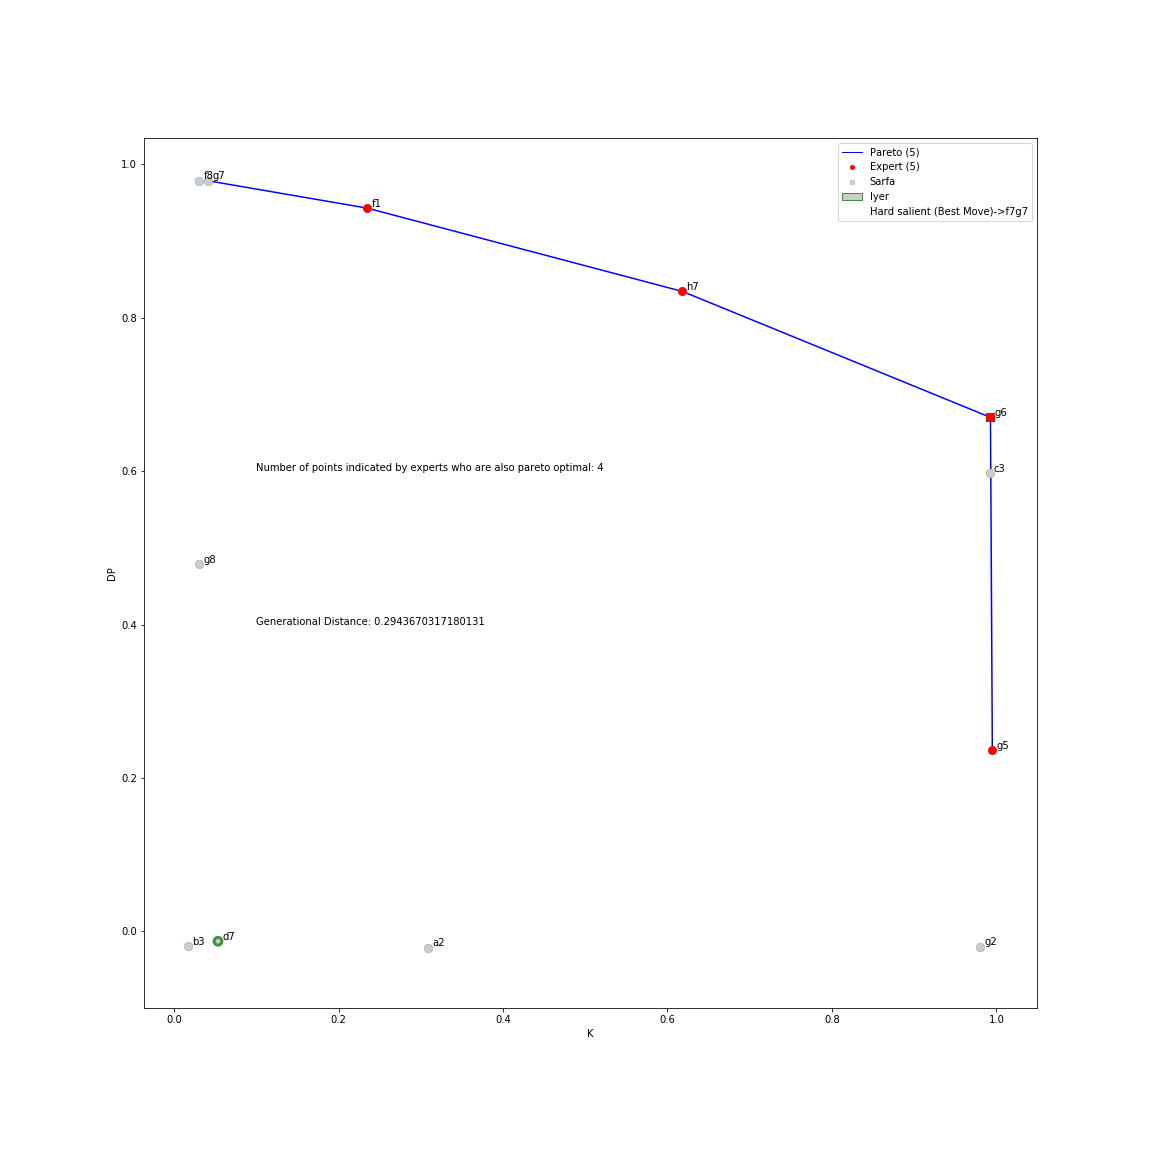 Pareto (5)
Expert (5)
Sarfa
Iyer
Hard salient (Best Move)->f7g7
1.0
0.8
0.6
0.4
0.2
0.0
DP
f8g7
f1
h7
g6
c3
Number of points indicated by experts who are also pareto optimal: 4
g8
Generational Distance: 0.2943670317180131
g5
b3
d7
a2
g2
0.0
0.2
0.4
0.6
0.8
1.0
K